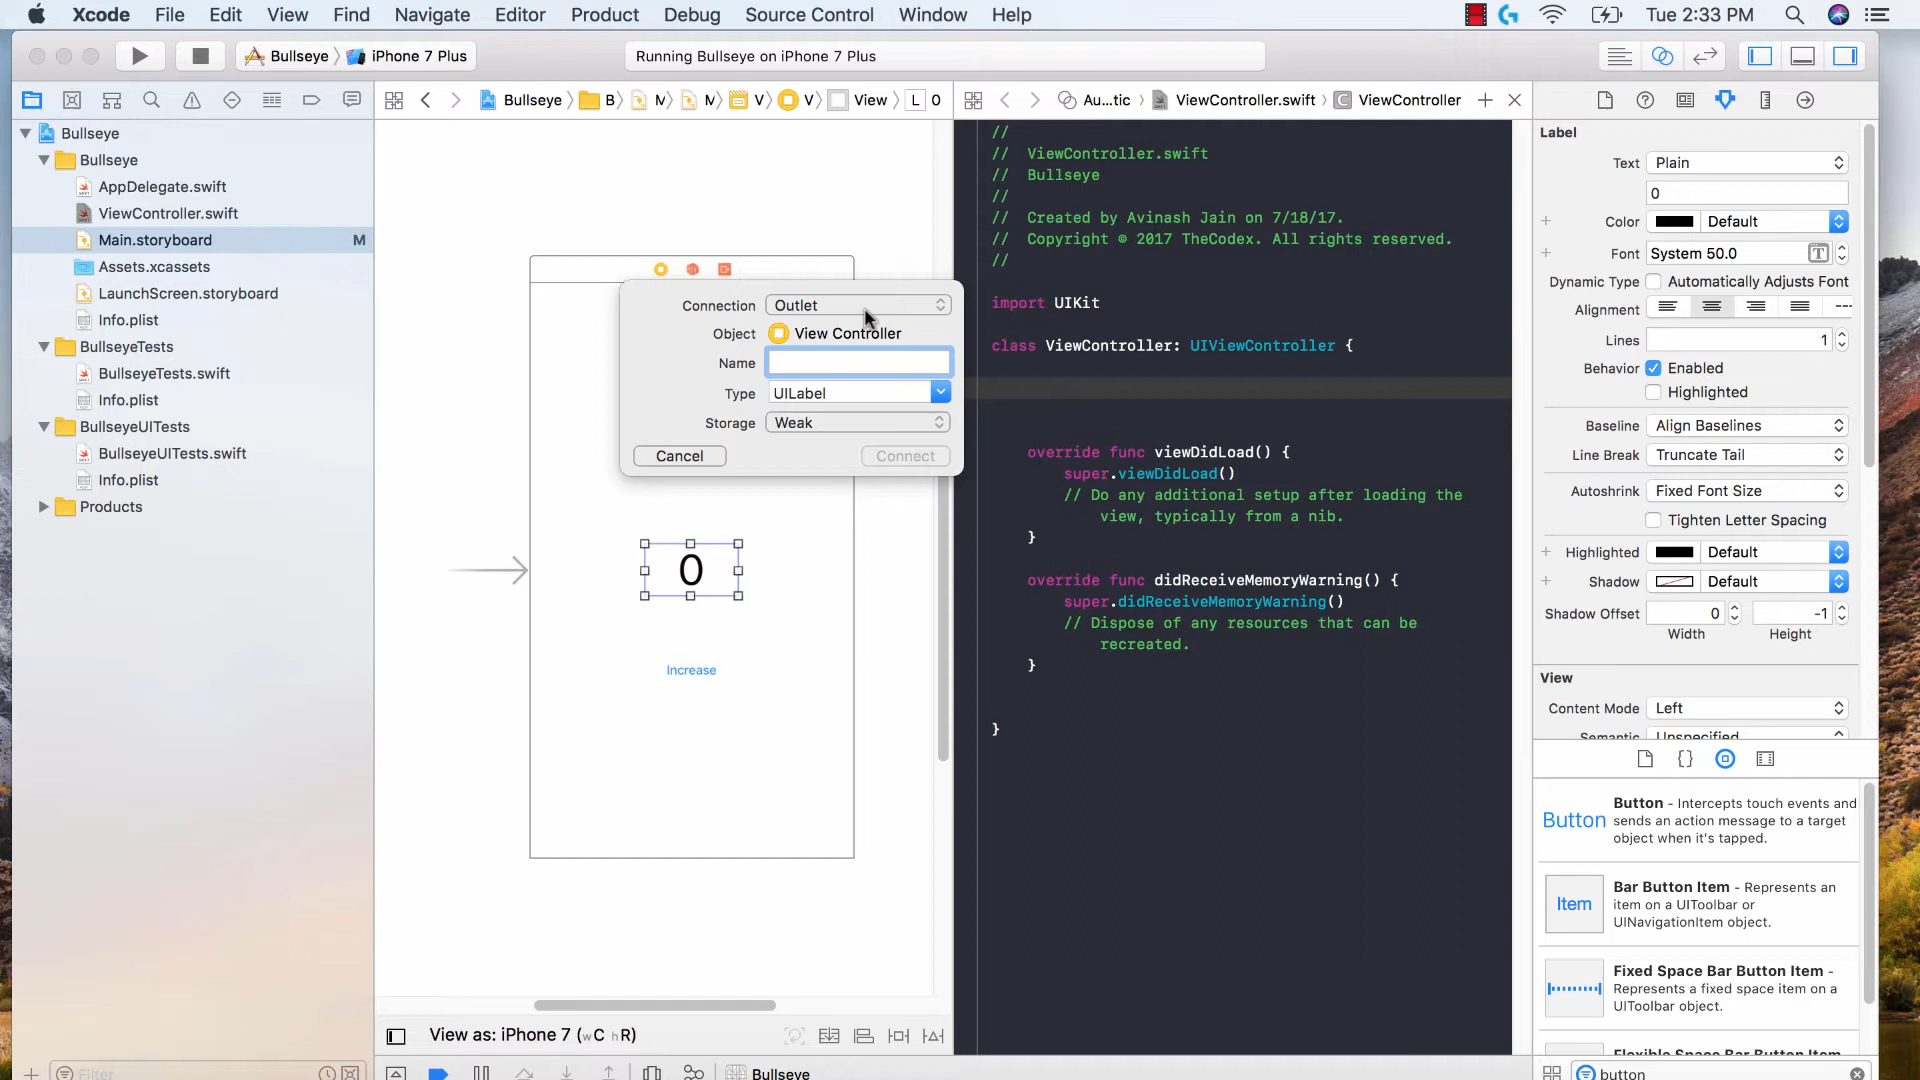 Xcode File Edit View Find Navigate Editor Product Debug Source Control Window Help Tue 2:33 PM
Bullseye iPhone 7 Plus Running Bullseye on iPhone 7 Plus
Bullseye B M M V V View L 0 Au...tic ViewController.swift ViewController
Bullseye
Bullseye
AppDelegate.swift
ViewController.swift
Main.storyboard M
Assets.xcassets
LaunchScreen.storyboard
Info.plist
BullseyeTests
BullseyeTests.swift
Info.plist
BullseyeUITests
BullseyeUITests.swift
Info.plist
Products
Filter
Connection Outlet
Object View Controller
Name
Type UILabel
Storage Weak
Cancel Connect
0
Increase
View as: iPhone 7 (wC hR)
Bullseye
//
// ViewController.swift
// Bullseye
//
// Created by Avinash Jain on 7/18/17.
// Copyright © 2017 TheCodex. All rights reserved.
//
import UIKit
class ViewController: UIViewController {
override func viewDidLoad() {
super.viewDidLoad()
// Do any additional setup after loading the
view, typically from a nib.
}
override func didReceiveMemoryWarning() {
super.didReceiveMemoryWarning()
// Dispose of any resources that can be
recreated.
}
}
Label
Text Plain
0
Color Default
Font System 50.0
Dynamic Type Automatically Adjusts Font
Alignment
Lines 1
Behavior Enabled
Highlighted
Baseline Align Baselines
Line Break Truncate Tail
Autoshrink Fixed Font Size
Tighten Letter Spacing
Highlighted Default
Shadow Default
Shadow Offset 0 -1
Width Height
View
Content Mode Left
Semantic Unspecified
Button Button - Intercepts touch events and
sends an action message to a target
object when it's tapped.
Item Bar Button Item - Represents an
item on a UIToolbar or
UINavigationItem object.
Fixed Space Bar Button Item -
Represents a fixed space item on a
UIToolbar object.
Flexible Space Bar Button Item
button